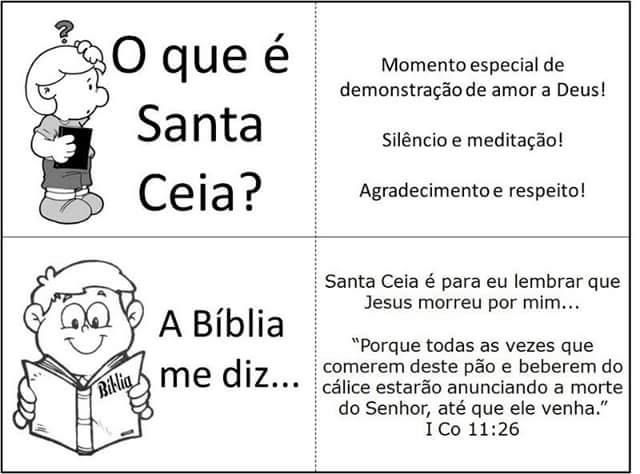 ?
O que é
Santa
Ceia?
Momento especial de
demonstração de amor a Deus!
Silêncio e meditação!
Agradecimento e respeito!
A Bíblia
me diz...
Bíblia
Santa Ceia é para eu lembrar que
Jesus morreu por mim...
“Porque todas as vezes que
comerem deste pão e beberem do
cálice estarão anunciando a morte
do Senhor, até que ele venha.”
I Co 11:26